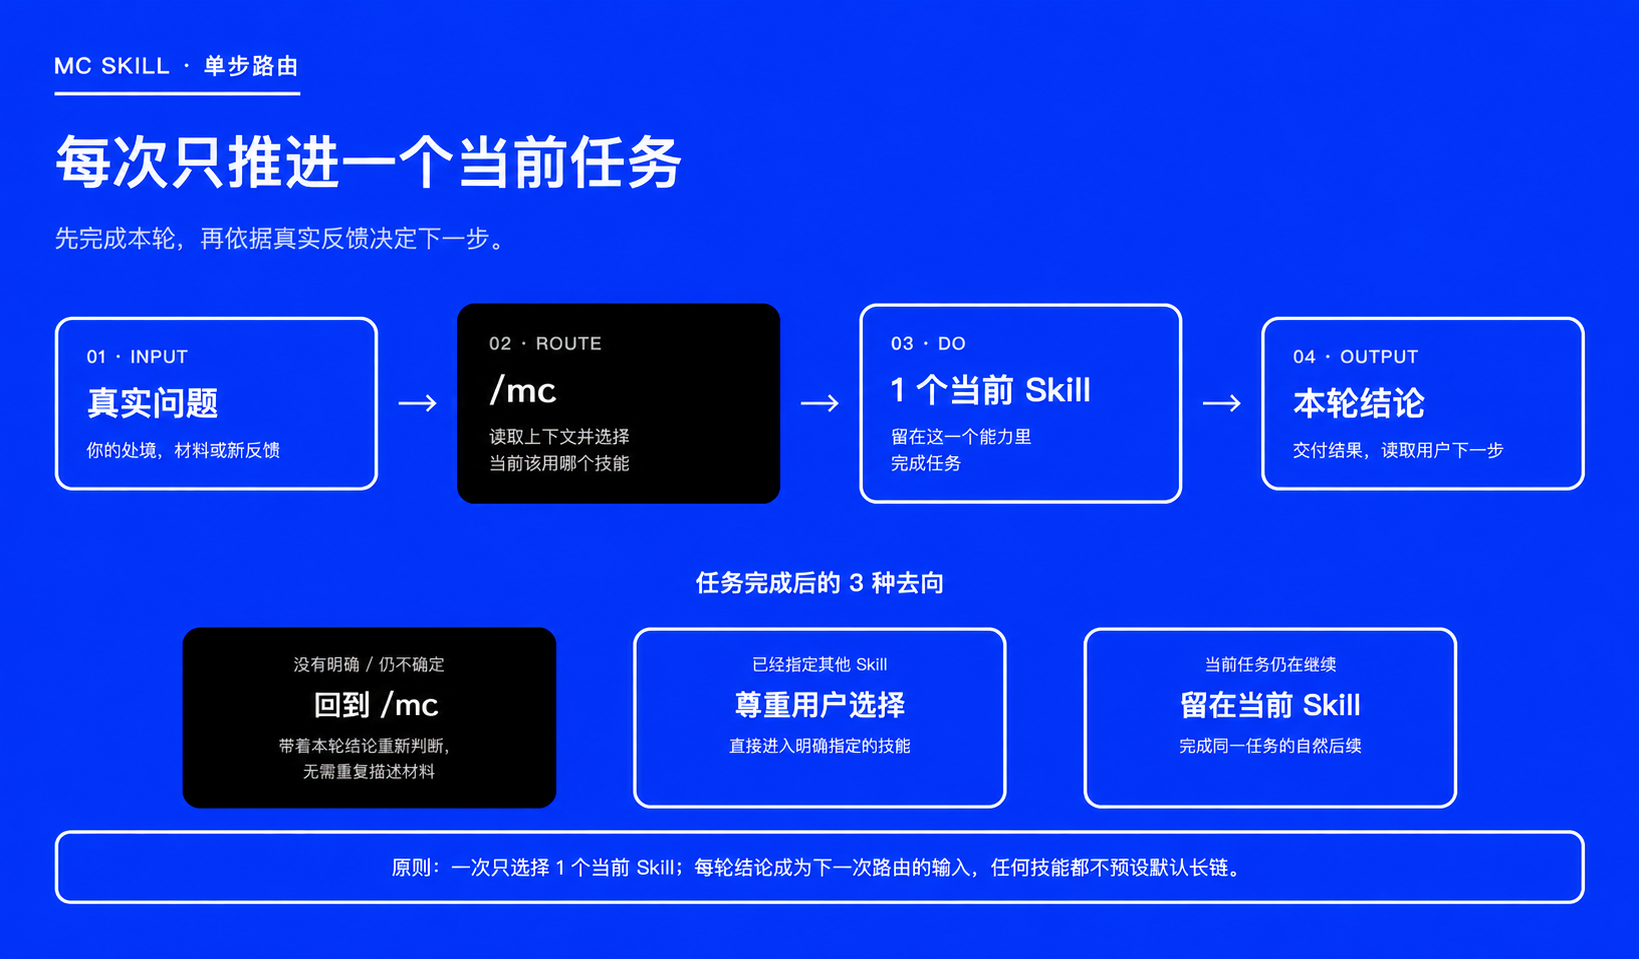 MC SKILL · 单步路由
每次只推进一个当前任务
先完成本轮，再依据真实反馈决定下一步。
01 · INPUT
真实问题
你的处境，材料或新反馈
→
02 · ROUTE
/mc
读取上下文并选择
当前该用哪个技能
→
03 · DO
1 个当前 Skill
留在这一个能力里
完成任务
→
04 · OUTPUT
本轮结论
交付结果，读取用户下一步
任务完成后的 3 种去向
没有明确 / 仍不确定
回到 /mc
带着本轮结论重新判断，
无需重复描述材料
已经指定其他 Skill
尊重用户选择
直接进入明确指定的技能
当前任务仍在继续
留在当前 Skill
完成同一任务的自然后续
原则：一次只选择 1 个当前 Skill；每轮结论成为下一次路由的输入，任何技能都不预设默认长链。